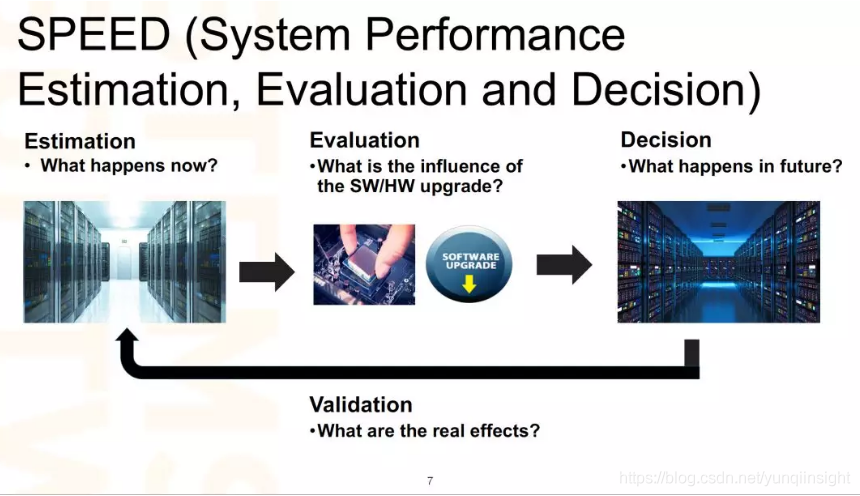 SPEED (System Performance
Estimation, Evaluation and Decision)
Estimation
• What happens now?
Evaluation
•What is the influence of
the SW/HW upgrade?
Decision
•What happens in future?
SOFTWARE
UPGRADE
Validation
•What are the real effects?
7
https://blog.csdn.net/yunqiinsight